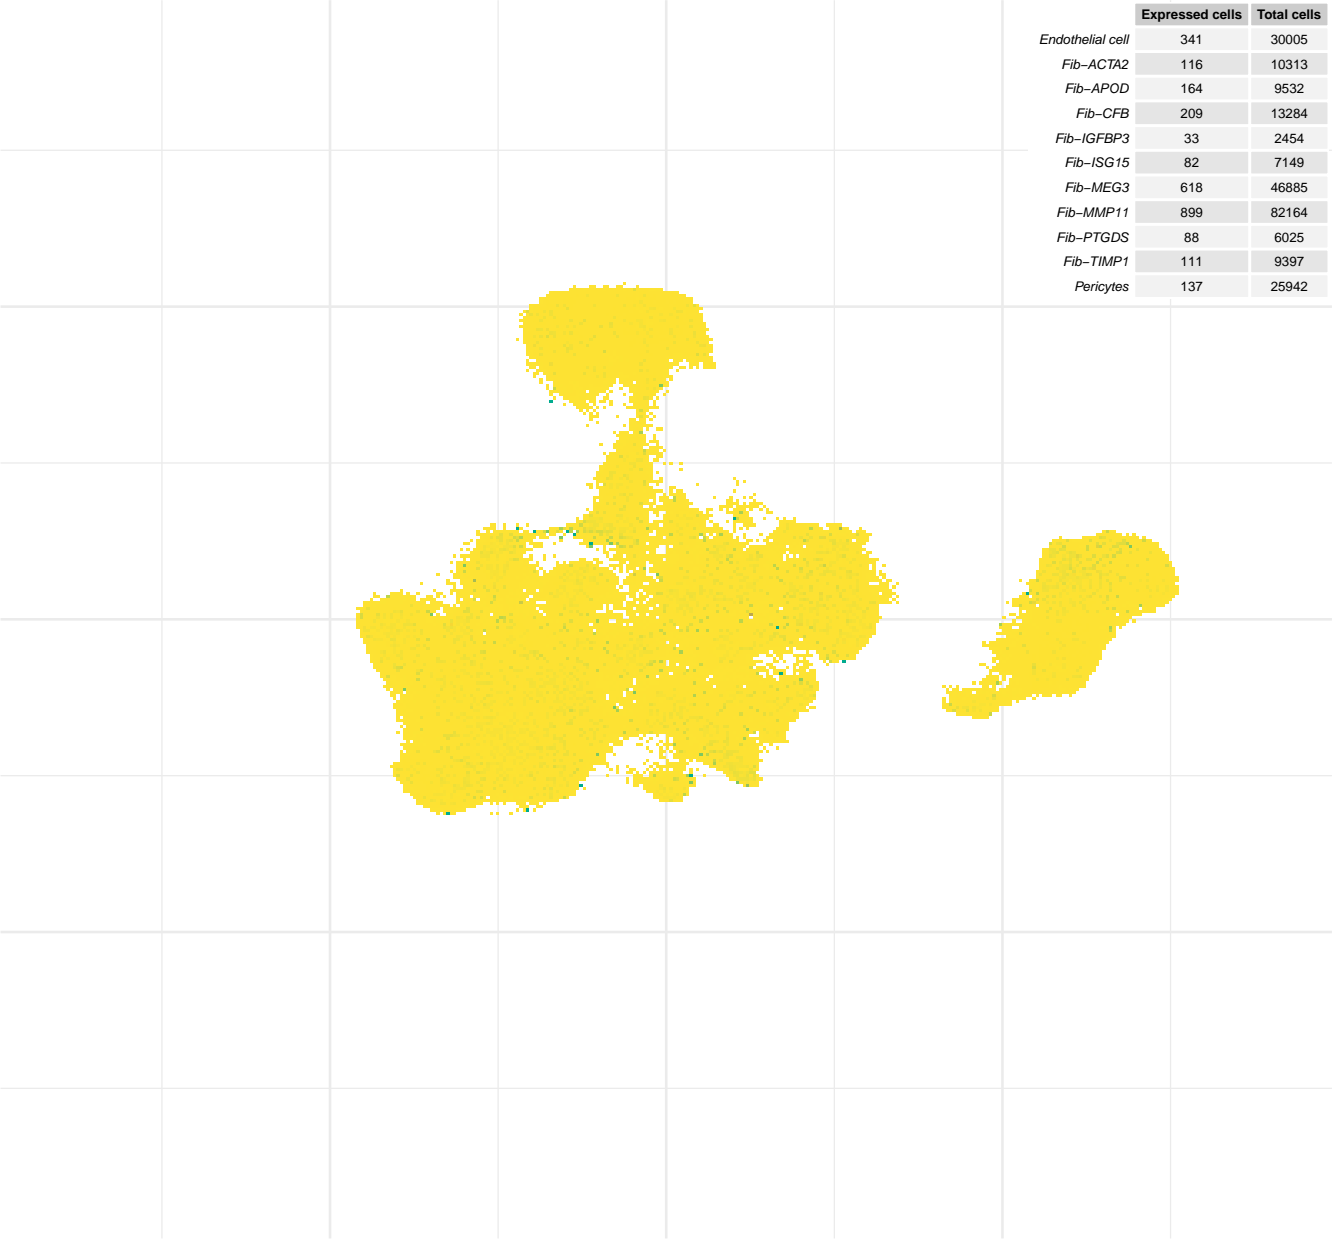 Expressed cells Total cells
Endothelial cell 341 30005
Fib−ACTA2 116 10313
Fib−APOD 164 9532
Fib−CFB 209 13284
Fib−IGFBP3 33 2454
Fib−ISG15 82 7149
Fib−MEG3 618 46885
Fib−MMP11 899 82164
Fib−PTGDS 88 6025
Fib−TIMP1 111 9397
Pericytes 137 25942